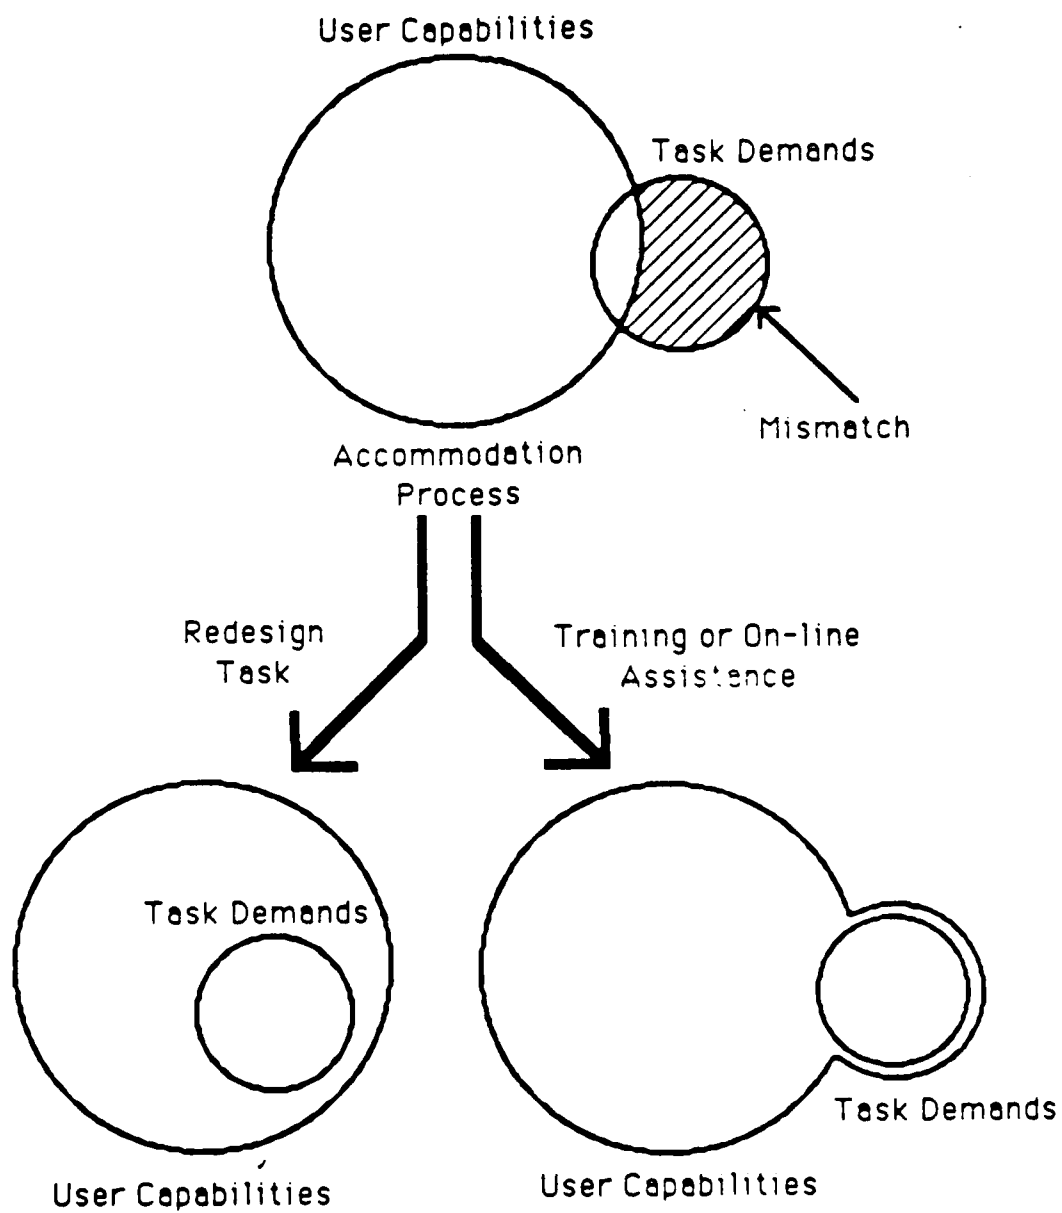 User Capabilities
Task Demands
Mismatch
Accommodation
Process
Redesign
Task
Training or On-line
Assistence
Task Demands
User Capabilities
Task Demands
User Capabilities